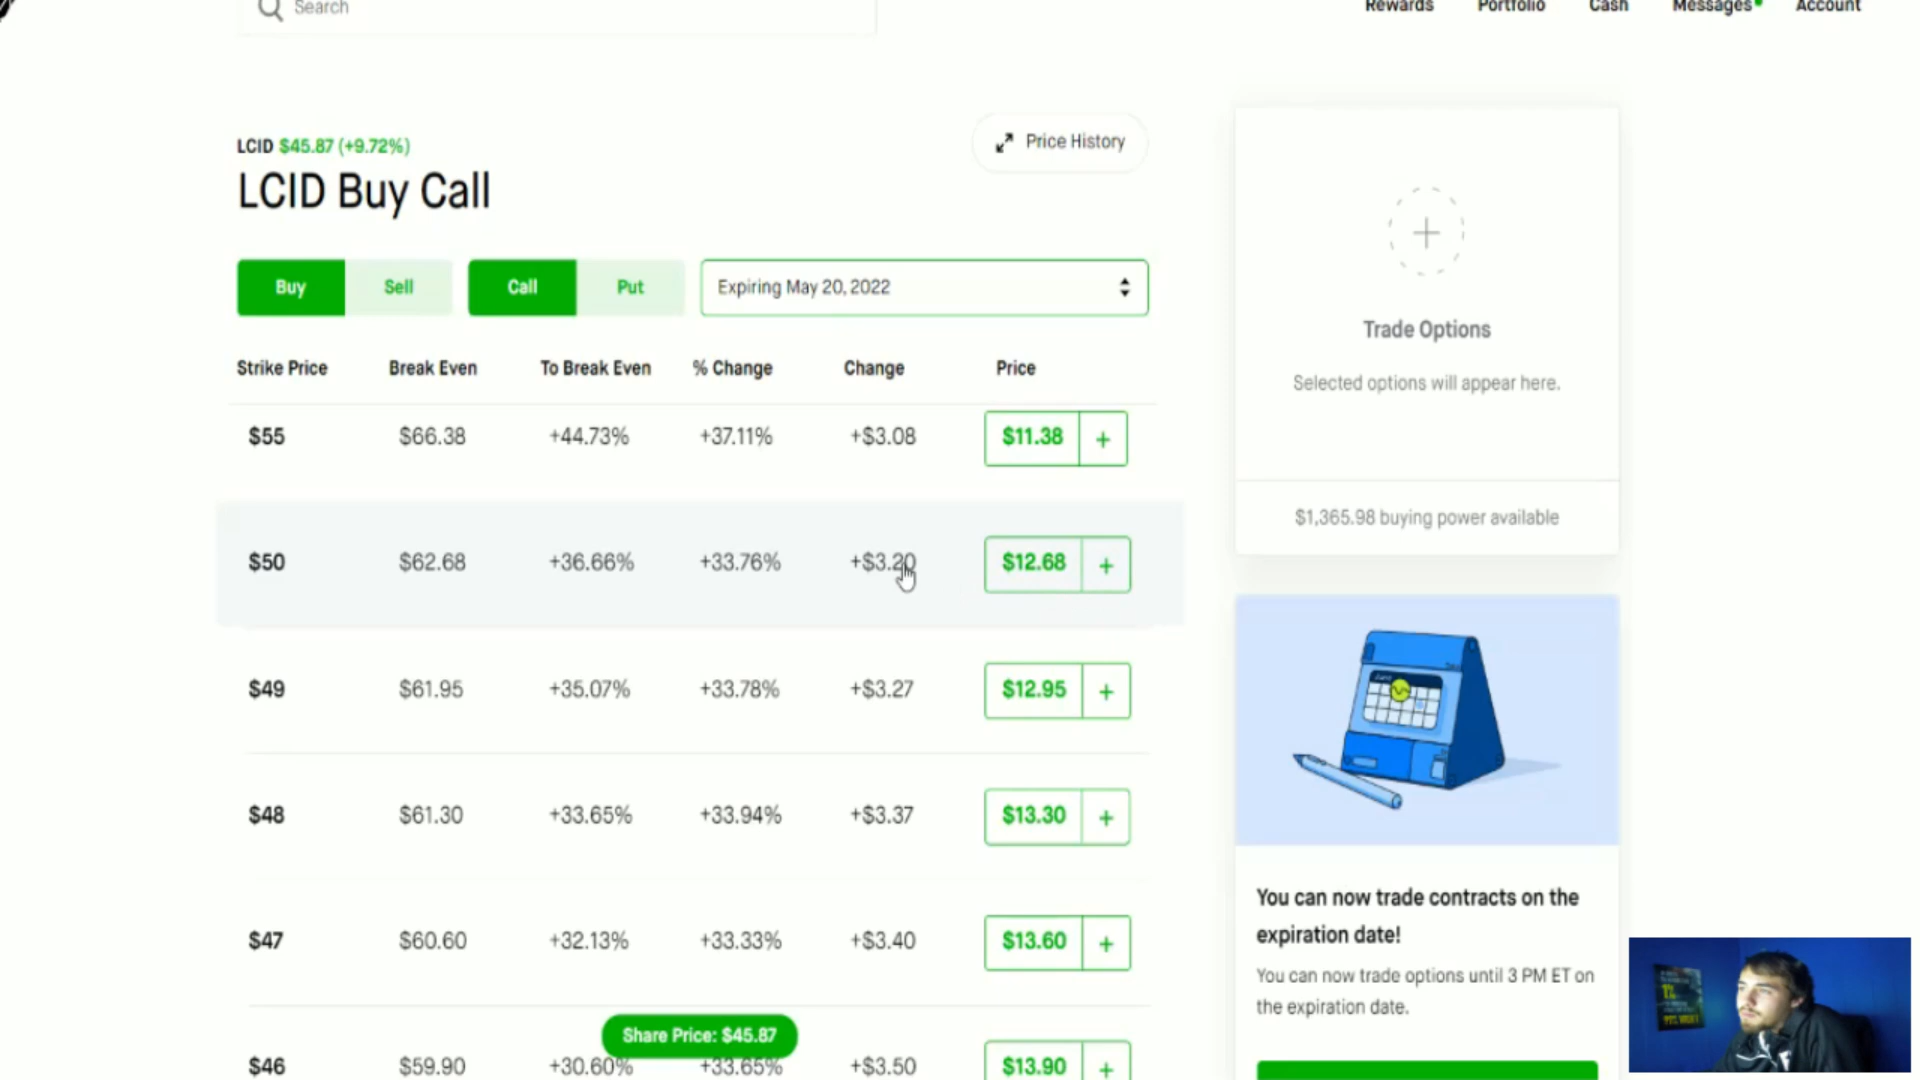 Search
Rewards Portfolio Cash Messages Account
LCID $45.87 (+9.72%)
Price History
LCID Buy Call
Buy Sell Call Put Expiring May 20, 2022
Strike Price Break Even To Break Even % Change Change Price
$55 $66.38 +44.73% +37.11% +$3.08 $11.38 +
$50 $62.68 +36.66% +33.76% +$3.20 $12.68 +
$49 $61.95 +35.07% +33.78% +$3.27 $12.95 +
$48 $61.30 +33.65% +33.94% +$3.37 $13.30 +
$47 $60.60 +32.13% +33.33% +$3.40 $13.60 +
Share Price: $45.87
$46 $59.90 +30.60% +33.65% +$3.50 $13.90 +
Trade Options
Selected options will appear here.
$1,365.98 buying power available
You can now trade contracts on the
expiration date!
You can now trade options until 3 PM ET on
the expiration date.